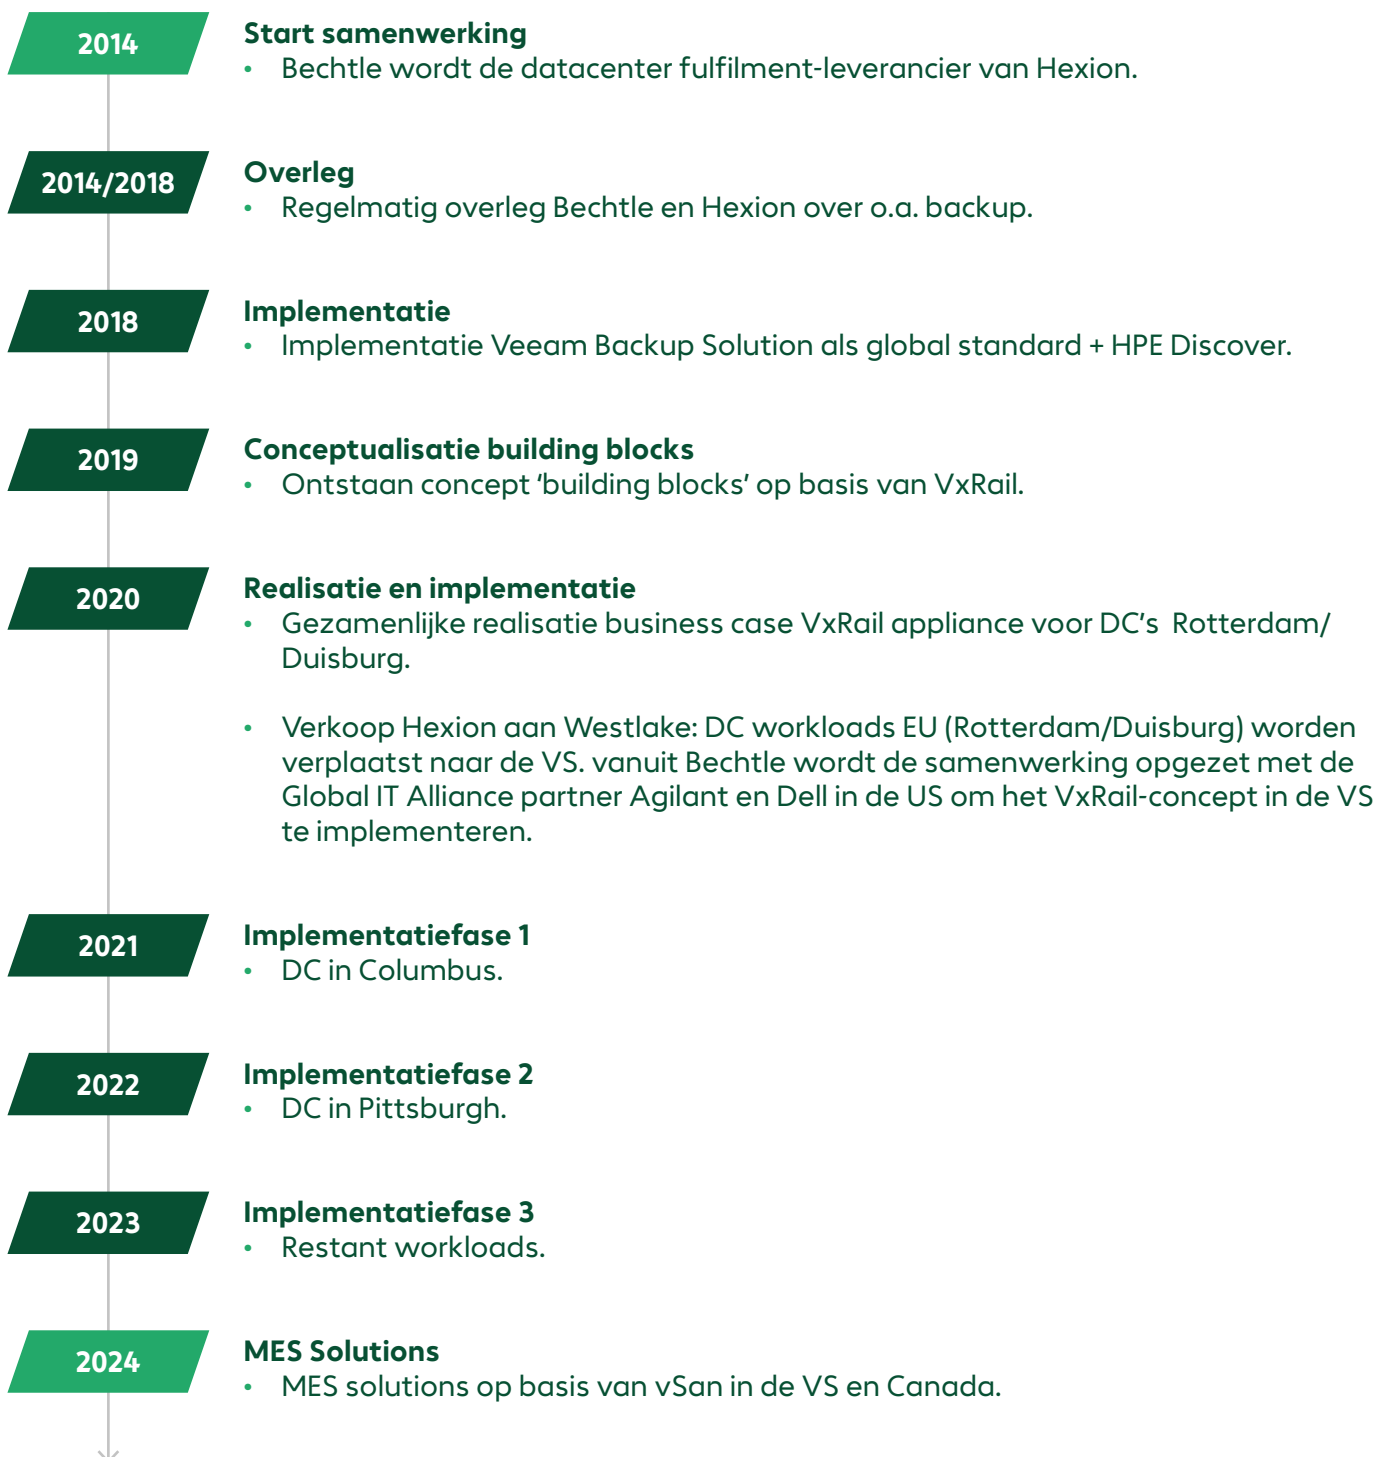 2014
Start samenwerking
• Bechtle wordt de datacenter fulfilment-leverancier van Hexion.
2014/2018
Overleg
• Regelmatig overleg Bechtle en Hexion over o.a. backup.
2018
Implementatie
• Implementatie Veeam Backup Solution als global standard + HPE Discover.
2019
Conceptualisatie building blocks
• Ontstaan concept ‘building blocks’ op basis van VxRail.
2020
Realisatie en implementatie
• Gezamenlijke realisatie business case VxRail appliance voor DC’s Rotterdam/
Duisburg.
• Verkoop Hexion aan Westlake: DC workloads EU (Rotterdam/Duisburg) worden
verplaatst naar de VS. vanuit Bechtle wordt de samenwerking opgezet met de
Global IT Alliance partner Agilant en Dell in de US om het VxRail-concept in de VS
te implementeren.
2021
Implementatiefase 1
• DC in Columbus.
2022
Implementatiefase 2
• DC in Pittsburgh.
2023
Implementatiefase 3
• Restant workloads.
2024
MES Solutions
• MES solutions op basis van vSan in de VS en Canada.